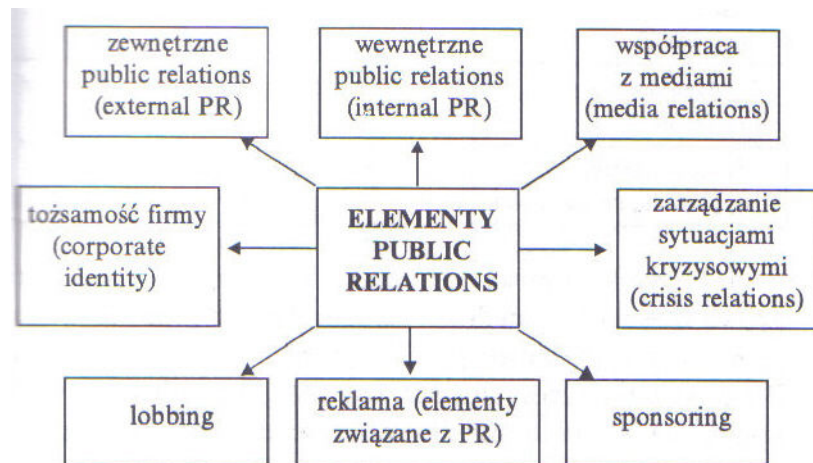 zewnętrzne
public relations
(external PR)
wewnętrzne
public relations
(internal PR)
współpraca
z mediami
(media relations)
tożsamość firmy
(corporate
identity)
ELEMENTY
PUBLIC
RELATIONS
zarządzanie
sytuacjami
kryzysowymi
(crisis relations)
lobbing
reklama (elementy
związane z PR)
sponsoring